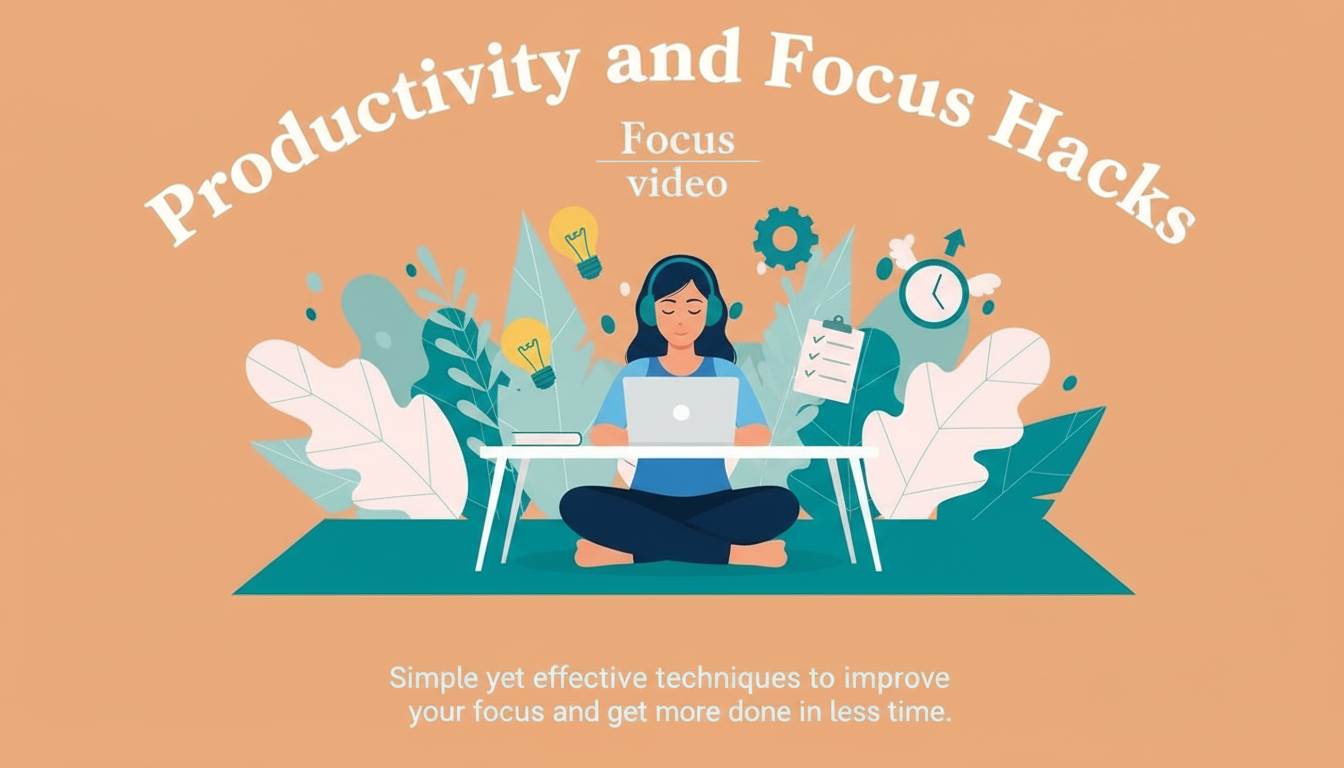 Productivity and Focus Hacks
Focus
video
Simple yet effective techniques to improve
your focus and get more done in less time.